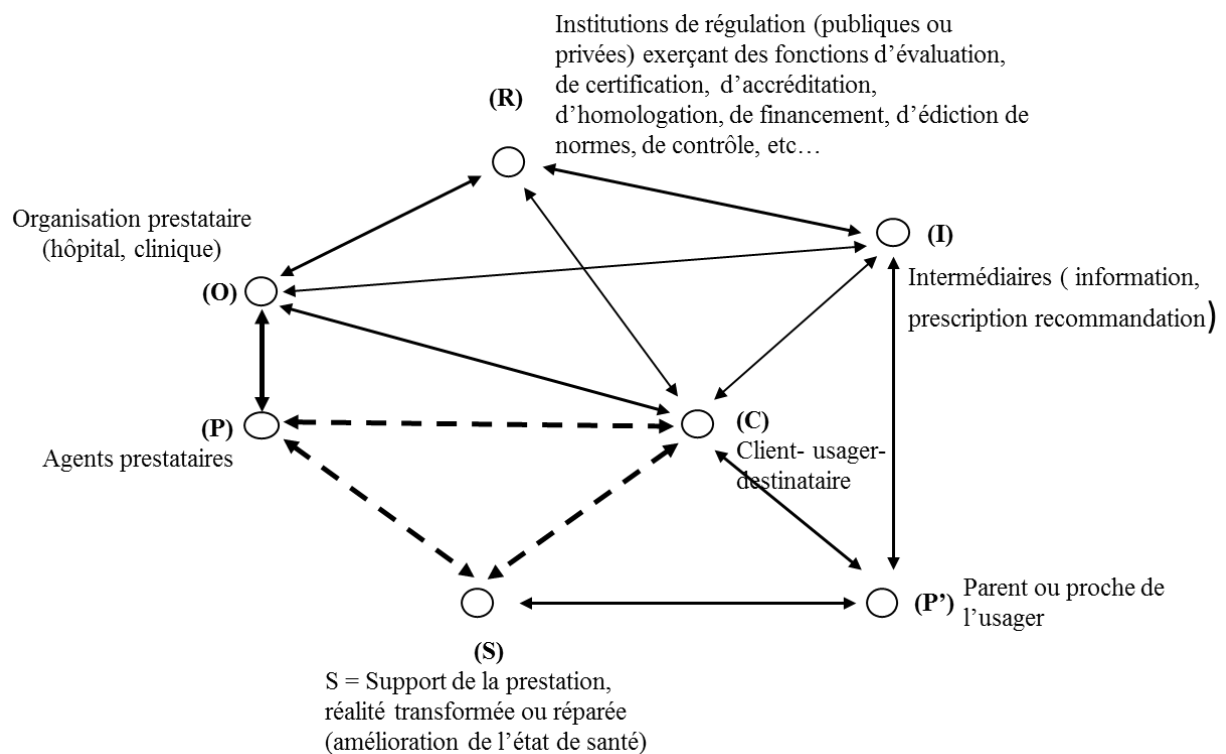 Institutions de régulation (publiques ou
privées) exerçant des fonctions d’évaluation,
de certification, d’accréditation,
d’homologation, de financement, d’édiction de
normes, de contrôle, etc…
(R)
Organisation prestataire
(hôpital, clinique)
(I)
Intermédiaires ( information,
prescription recommandation)
(O)
(P)
Agents prestataires
(C)
Client- usager-
destinataire
(P’)
Parent ou proche de
l’usager
(S)
S = Support de la prestation,
réalité transformée ou réparée
(amélioration de l’état de santé)